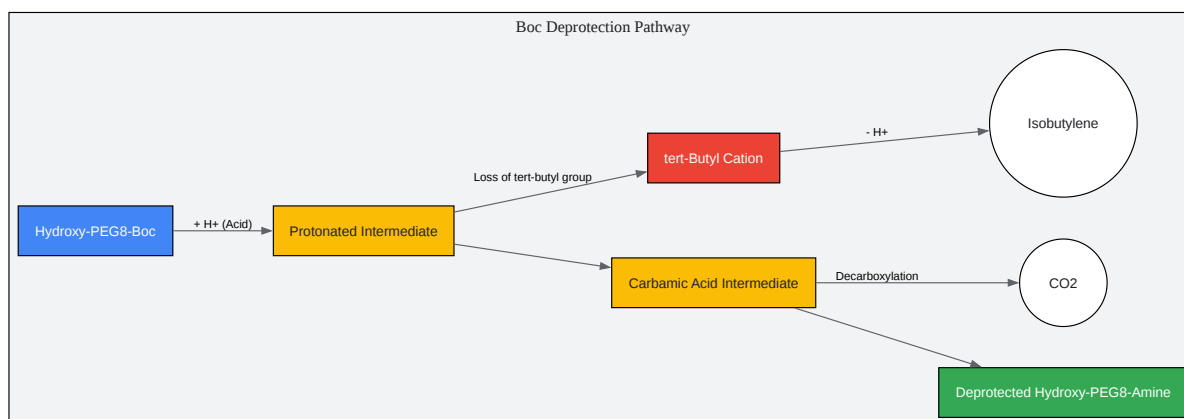 Boc Deprotection Pathway
Isobutylene
- H+
tert-Butyl Cation
Loss of tert-butyl group
Hydroxy-PEG8-Boc
+ H+ (Acid)
Protonated Intermediate
Carbamic Acid Intermediate
Decarboxylation
CO2
Deprotected Hydroxy-PEG8-Amine